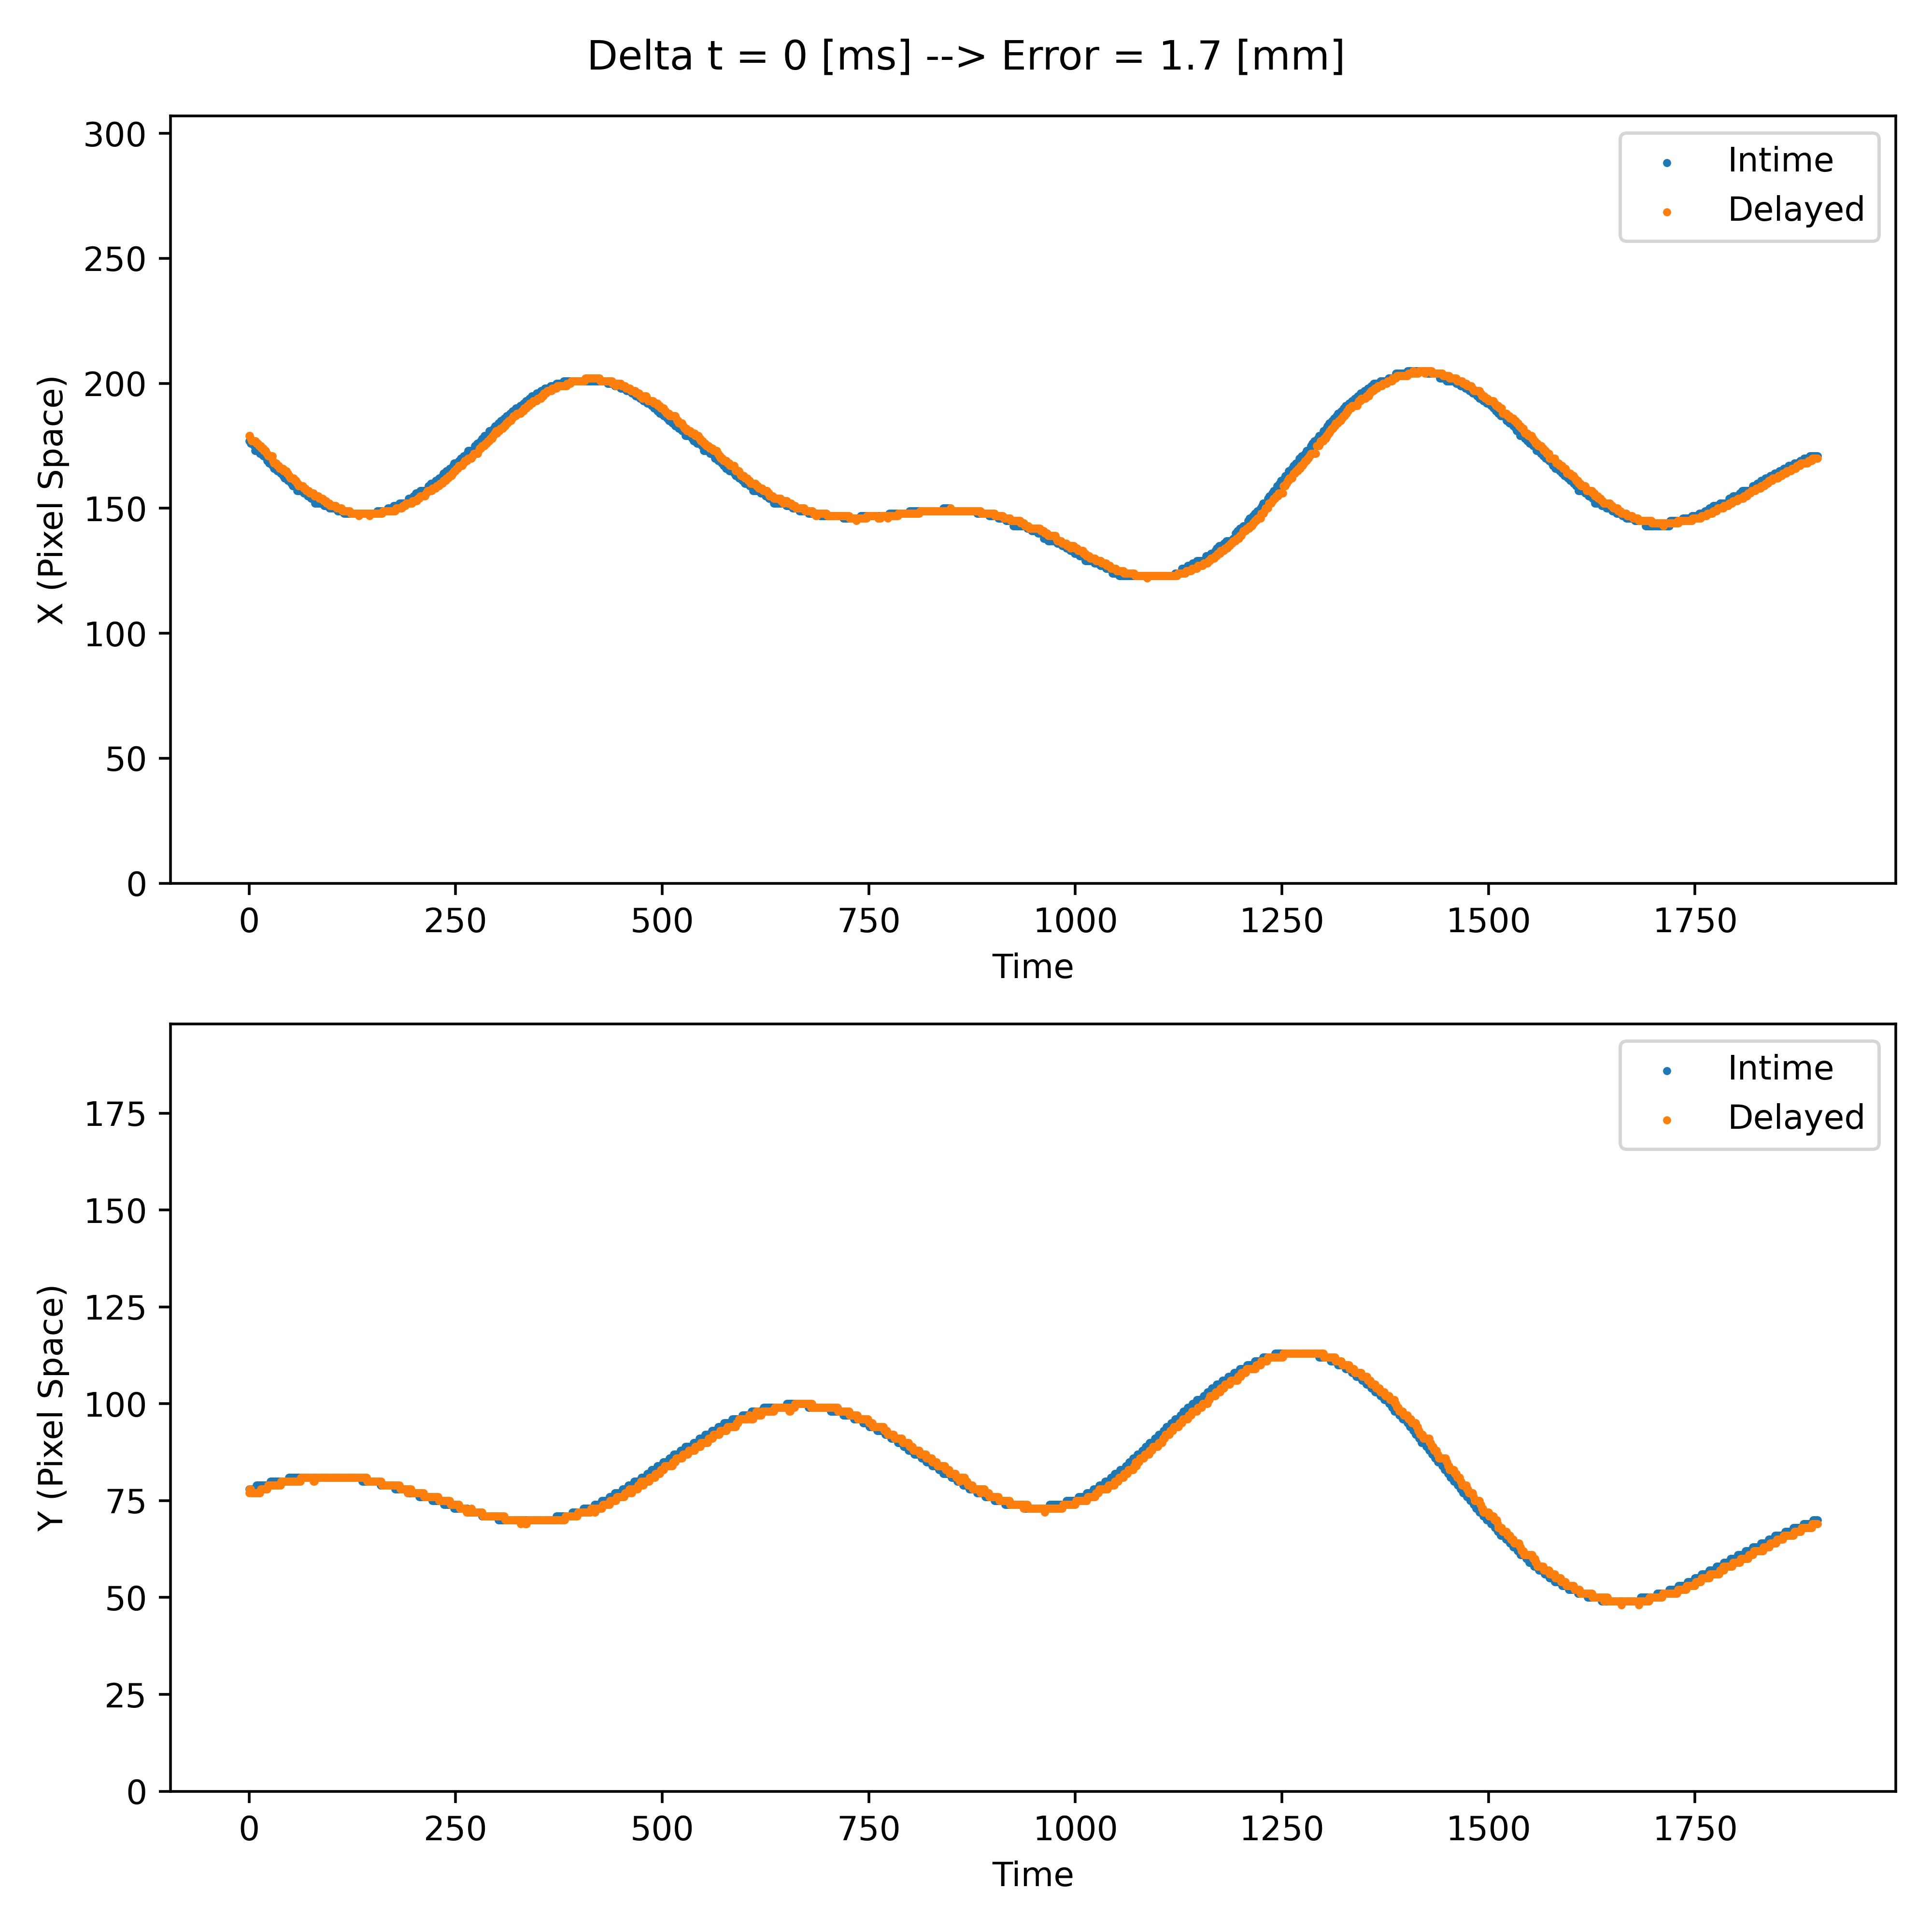 Delta t = 0 [ms] --> Error = 1.7 [mm]
300
250
200
150
100
50
0
X (Pixel Space)
Intime
Delayed
0 250 500 750 1000 1250 1500 1750
Time
175
150
125
100
75
50
25
0
Y (Pixel Space)
Intime
Delayed
0 250 500 750 1000 1250 1500 1750
Time